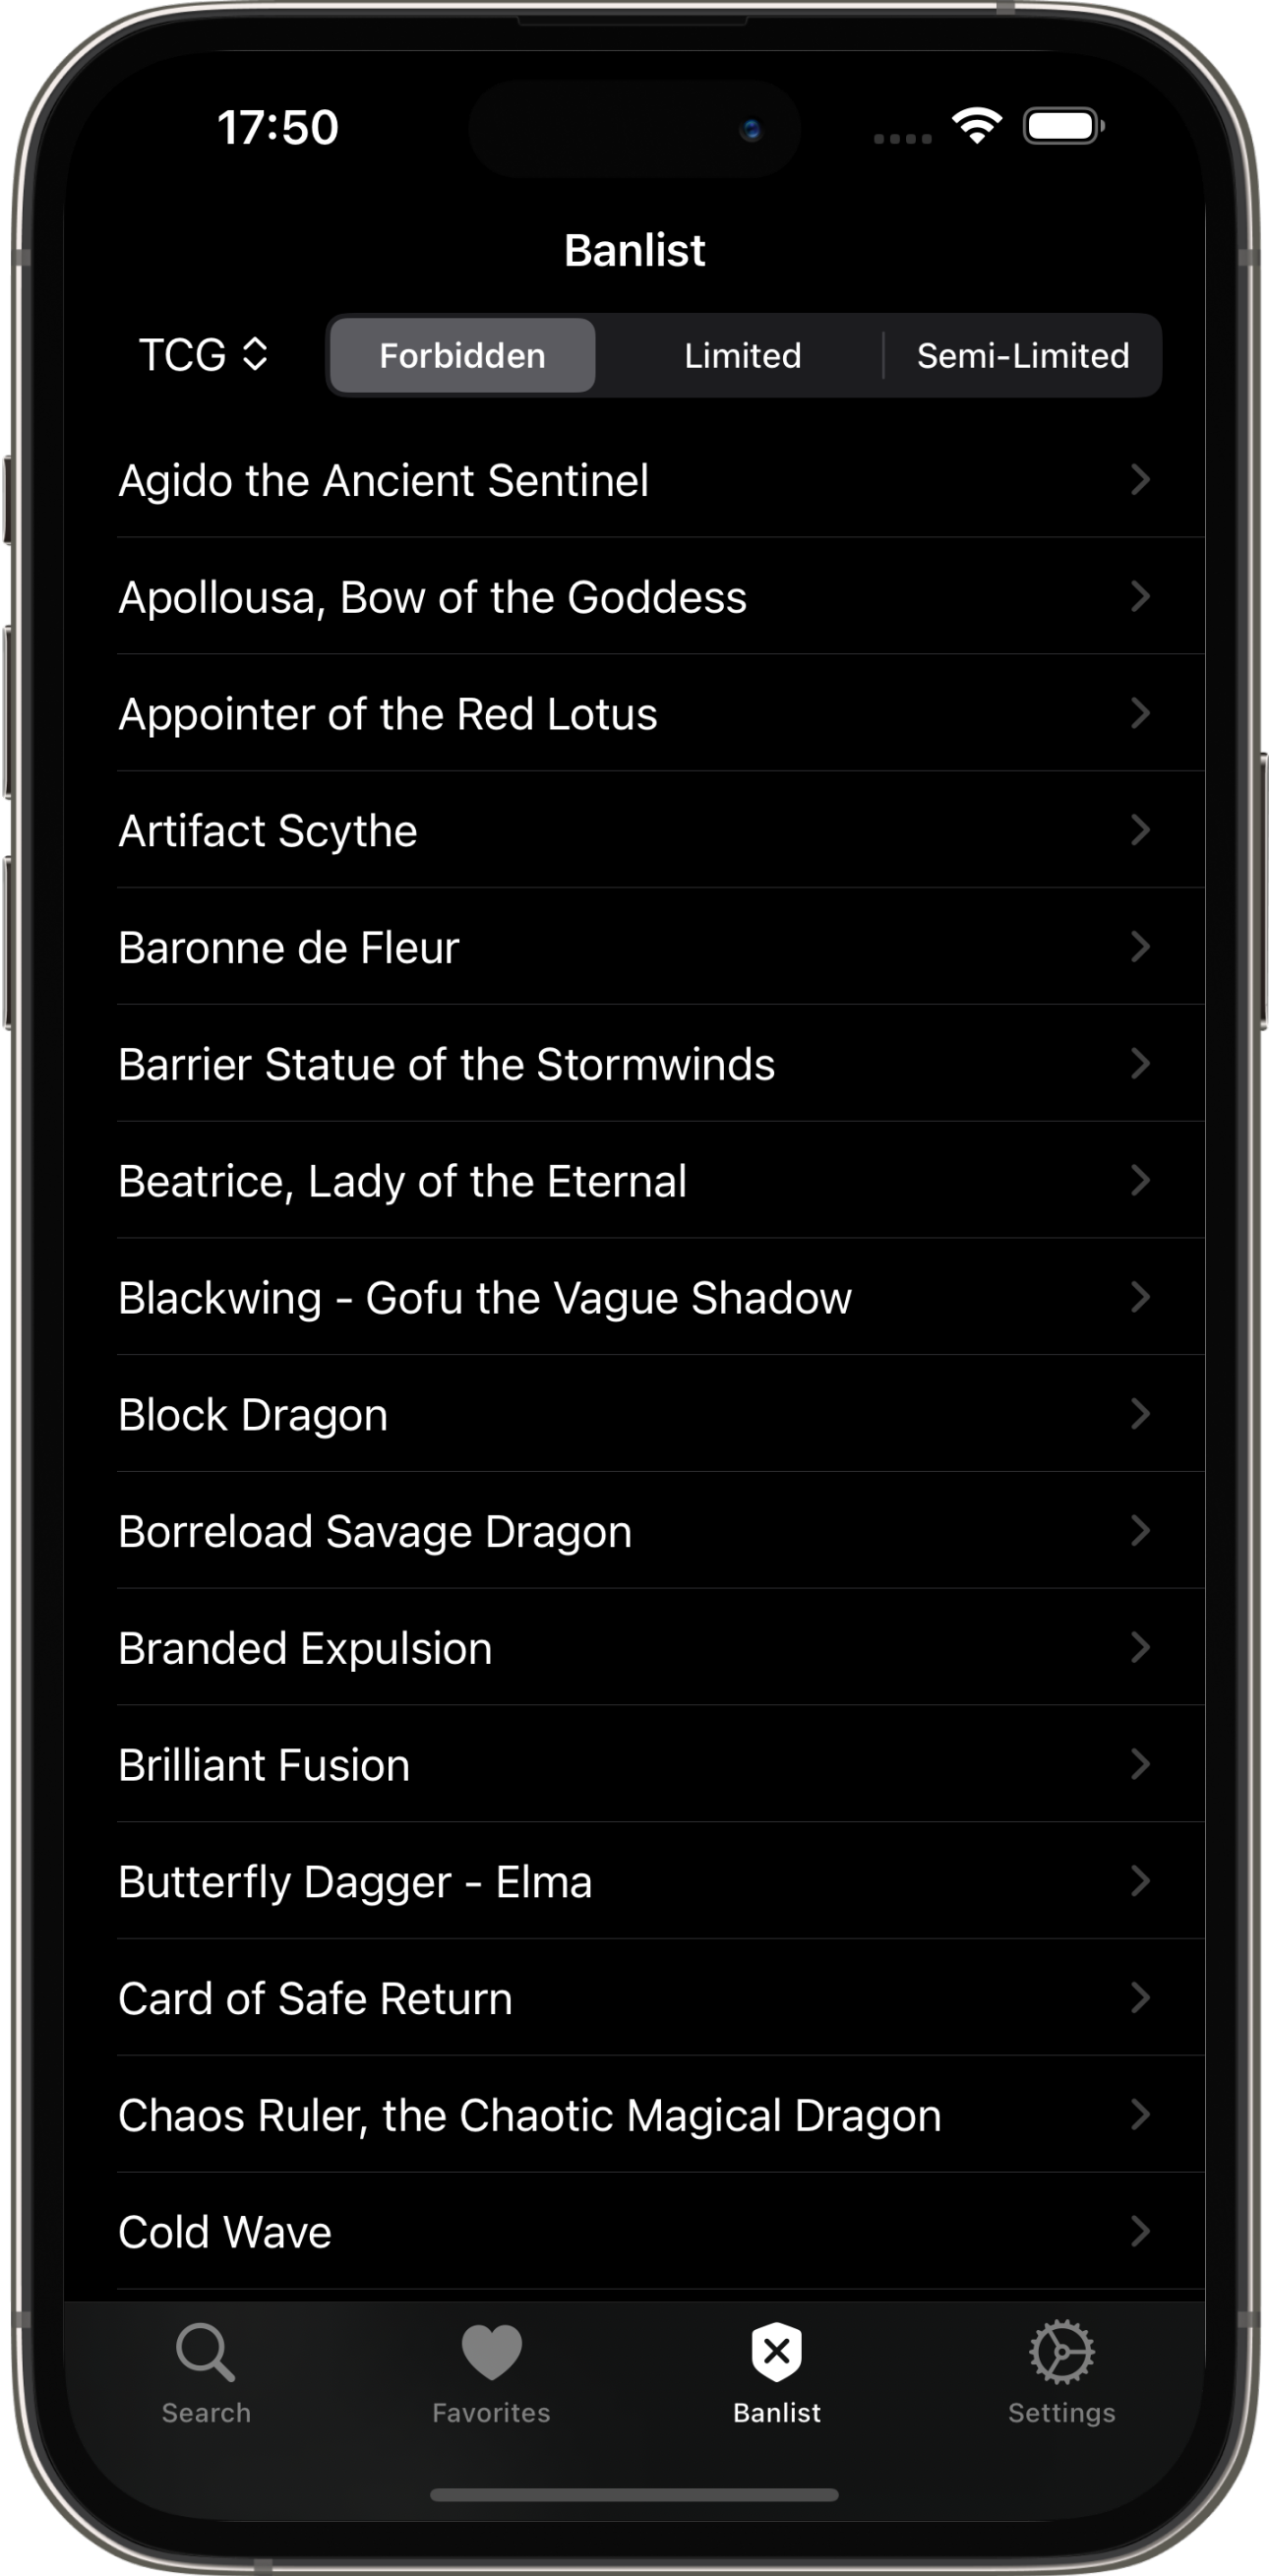 17:50
Banlist
TCG Forbidden Limited Semi-Limited
Agido the Ancient Sentinel
Apollousa, Bow of the Goddess
Appointer of the Red Lotus
Artifact Scythe
Baronne de Fleur
Barrier Statue of the Stormwinds
Beatrice, Lady of the Eternal
Blackwing - Gofu the Vague Shadow
Block Dragon
Borreload Savage Dragon
Branded Expulsion
Brilliant Fusion
Butterfly Dagger - Elma
Card of Safe Return
Chaos Ruler, the Chaotic Magical Dragon
Cold Wave
Search Favorites Banlist Settings